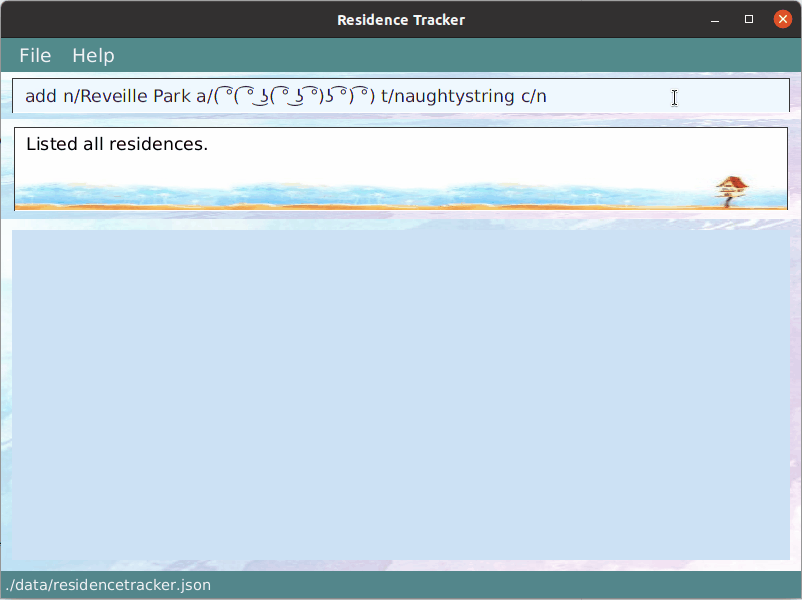 Residence Tracker
File Help
add n/Reveille Park a/( ͡°( ͡° ͜ʖ( ͡° ͜ʖ ͡°)ʖ ͡°) ͡°) t/naughtystring c/n
Listed all residences.
./data/residencetracker.json